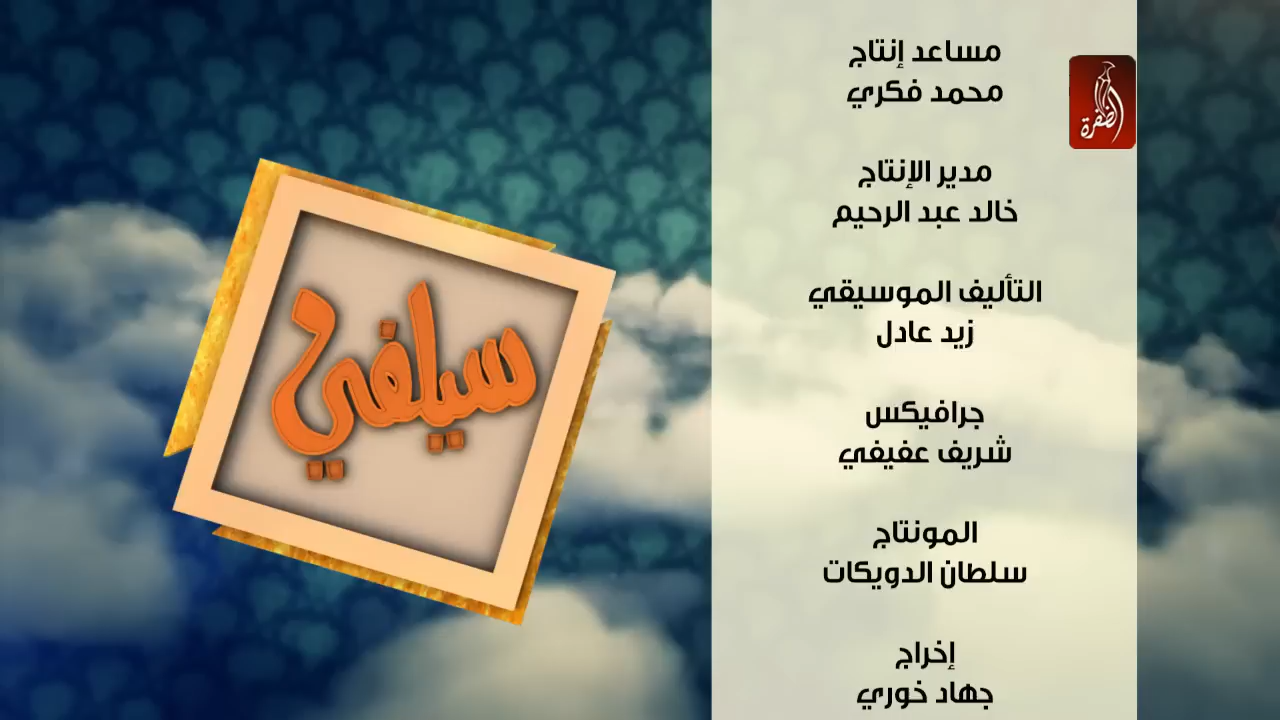 مساعد إنتاج
محمد فكري
الظفرة
مدير الإنتاج
خالد عبد الرحيم
التأليف الموسيقي
زيد عادل
سيلفي
جرافيكس
شريف عفيفي
المونتاج
سلطان الدويكات
إخراج
جهاد خوري